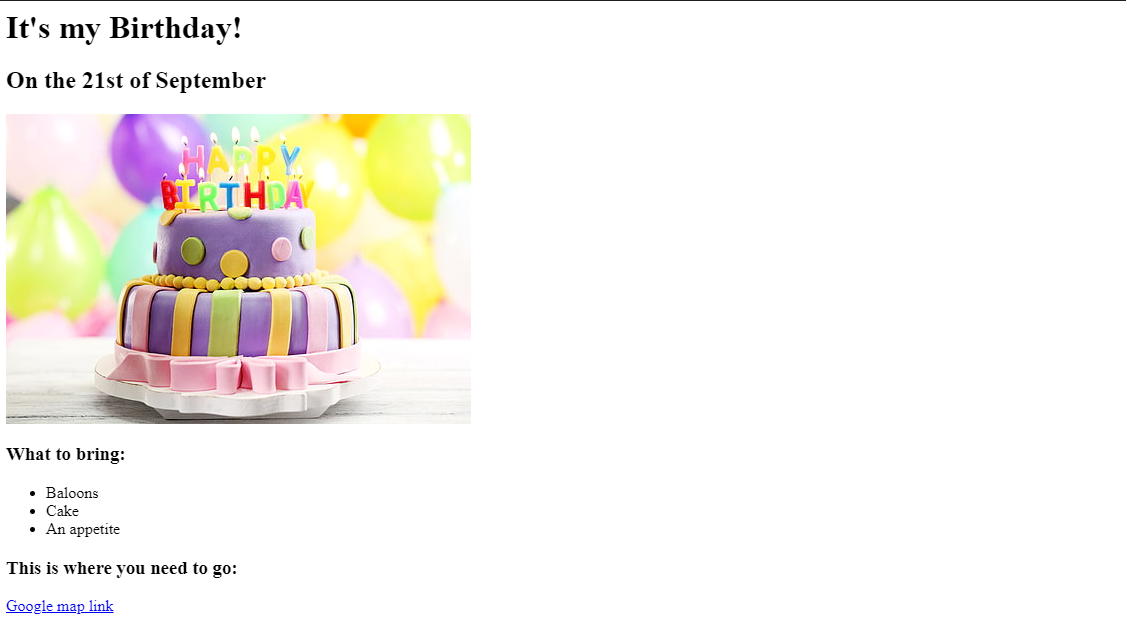 It's my Birthday!
On the 21st of September
HAPPY
BIRTHDAY
What to bring:
Baloons
Cake
An appetite
This is where you need to go:
Google map link